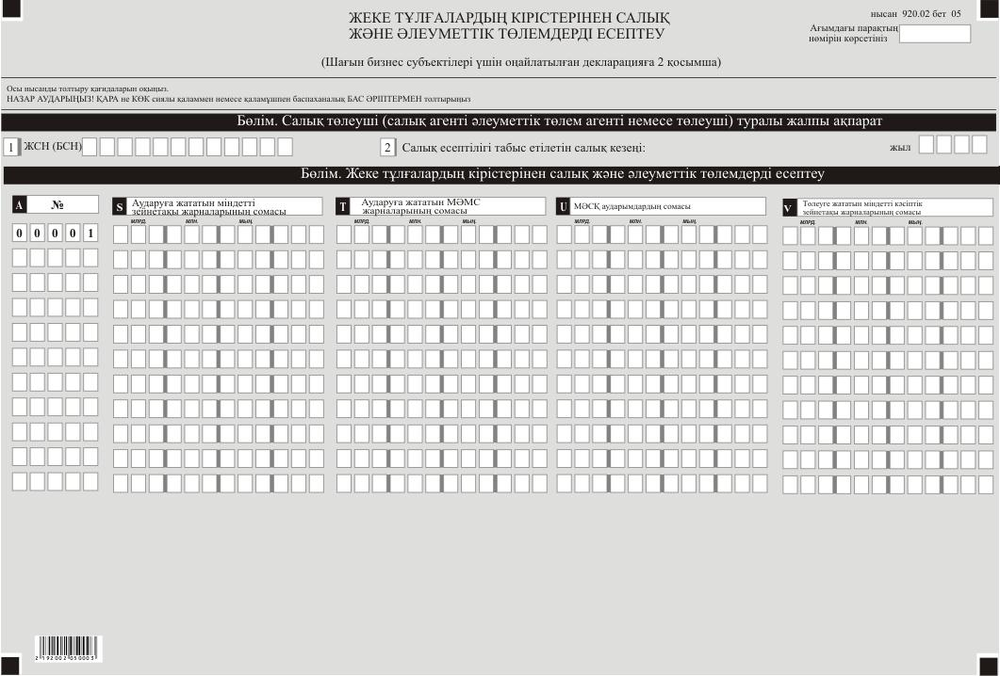 нысан 920.02 бет 05
ЖЕКЕ ТҰЛҒАЛАРДЫҢ КІРІСТЕРІНЕН САЛЫҚ
ЖӘНЕ ӘЛЕУМЕТТІК ТӨЛЕМДЕРДІ ЕСЕПТЕУ
Ағымдағы парақтың
нөмірін көрсетіңіз
(Шағын бизнес субъектілері үшін оңайлатылған декларацияға 2 қосымша)
Осы нысанды толтыру қағидаларын оқыңыз.
НАЗАР АУДАРЫҢЫЗ! ҚАРА не КӨК сиялы қаламмен немесе қаламұшпен баспаханалық БАС ӘРІПТЕРМЕН толтырыңыз
Бөлім. Салық төлеуші (салық агенті әлеуметтік төлем агенті немесе төлеуші) туралы жалпы ақпарат
1 ЖСН (БСН) 2 Салық есептілігі табыс етілетін салық кезеңі: жыл
Бөлім. Жеке тұлғалардың кірістерінен салық және әлеуметтік төлемдерді есептеу
A №
S Аударуға жататын міндетті
зейнетақы жарналарының сомасы
T Аударуға жататын МӘМС
жарналарының сомасы
U МӘСҚ аударымдардың сомасы
V Төлеуге жататын міндетті кәсіптік
зейнетақы жарналарының сомасы
МЛРД. МЛН. МЫҢ. МЛРД. МЛН. МЫҢ. МЛРД. МЛН. МЫҢ. МЛРД. МЛН. МЫҢ.
0 0 0 0 1
2192002050003